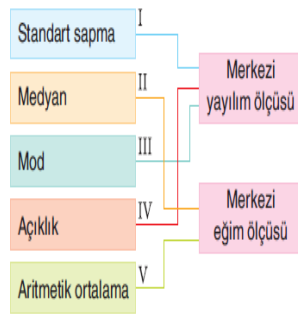 Standart sapma
I
Medyan
II
Mod
III
Açıklık
IV
Aritmetik ortalama
V
Merkezi
yayılım ölçüsü
Merkezi
eğim ölçüsü